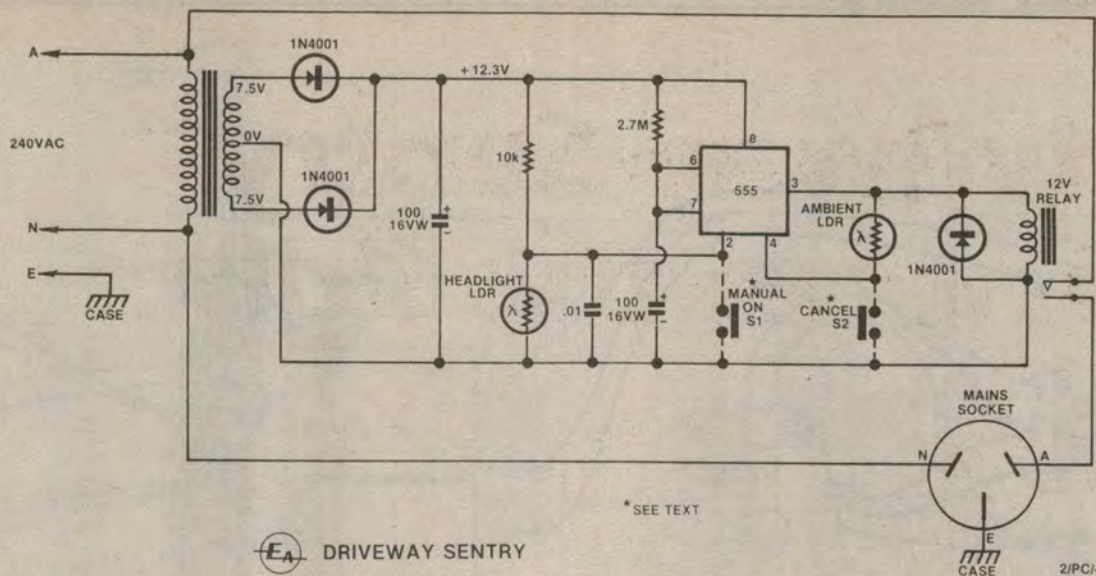 A
240VAC
N
E
CASE
7.5V
0V
7.5V
1N4001
1N4001
+12.3V
100
16VW
+
−
10k
HEADLIGHT
LDR
λ
.01
2.7M
100
16VW
+
−
6
7
8
555
3
2
4
*
MANUAL
ON
S1
*
CANCEL
S2
AMBIENT
LDR
λ
1N4001
12V
RELAY
MAINS
SOCKET
N
A
E
CASE
*SEE TEXT
EA DRIVEWAY SENTRY